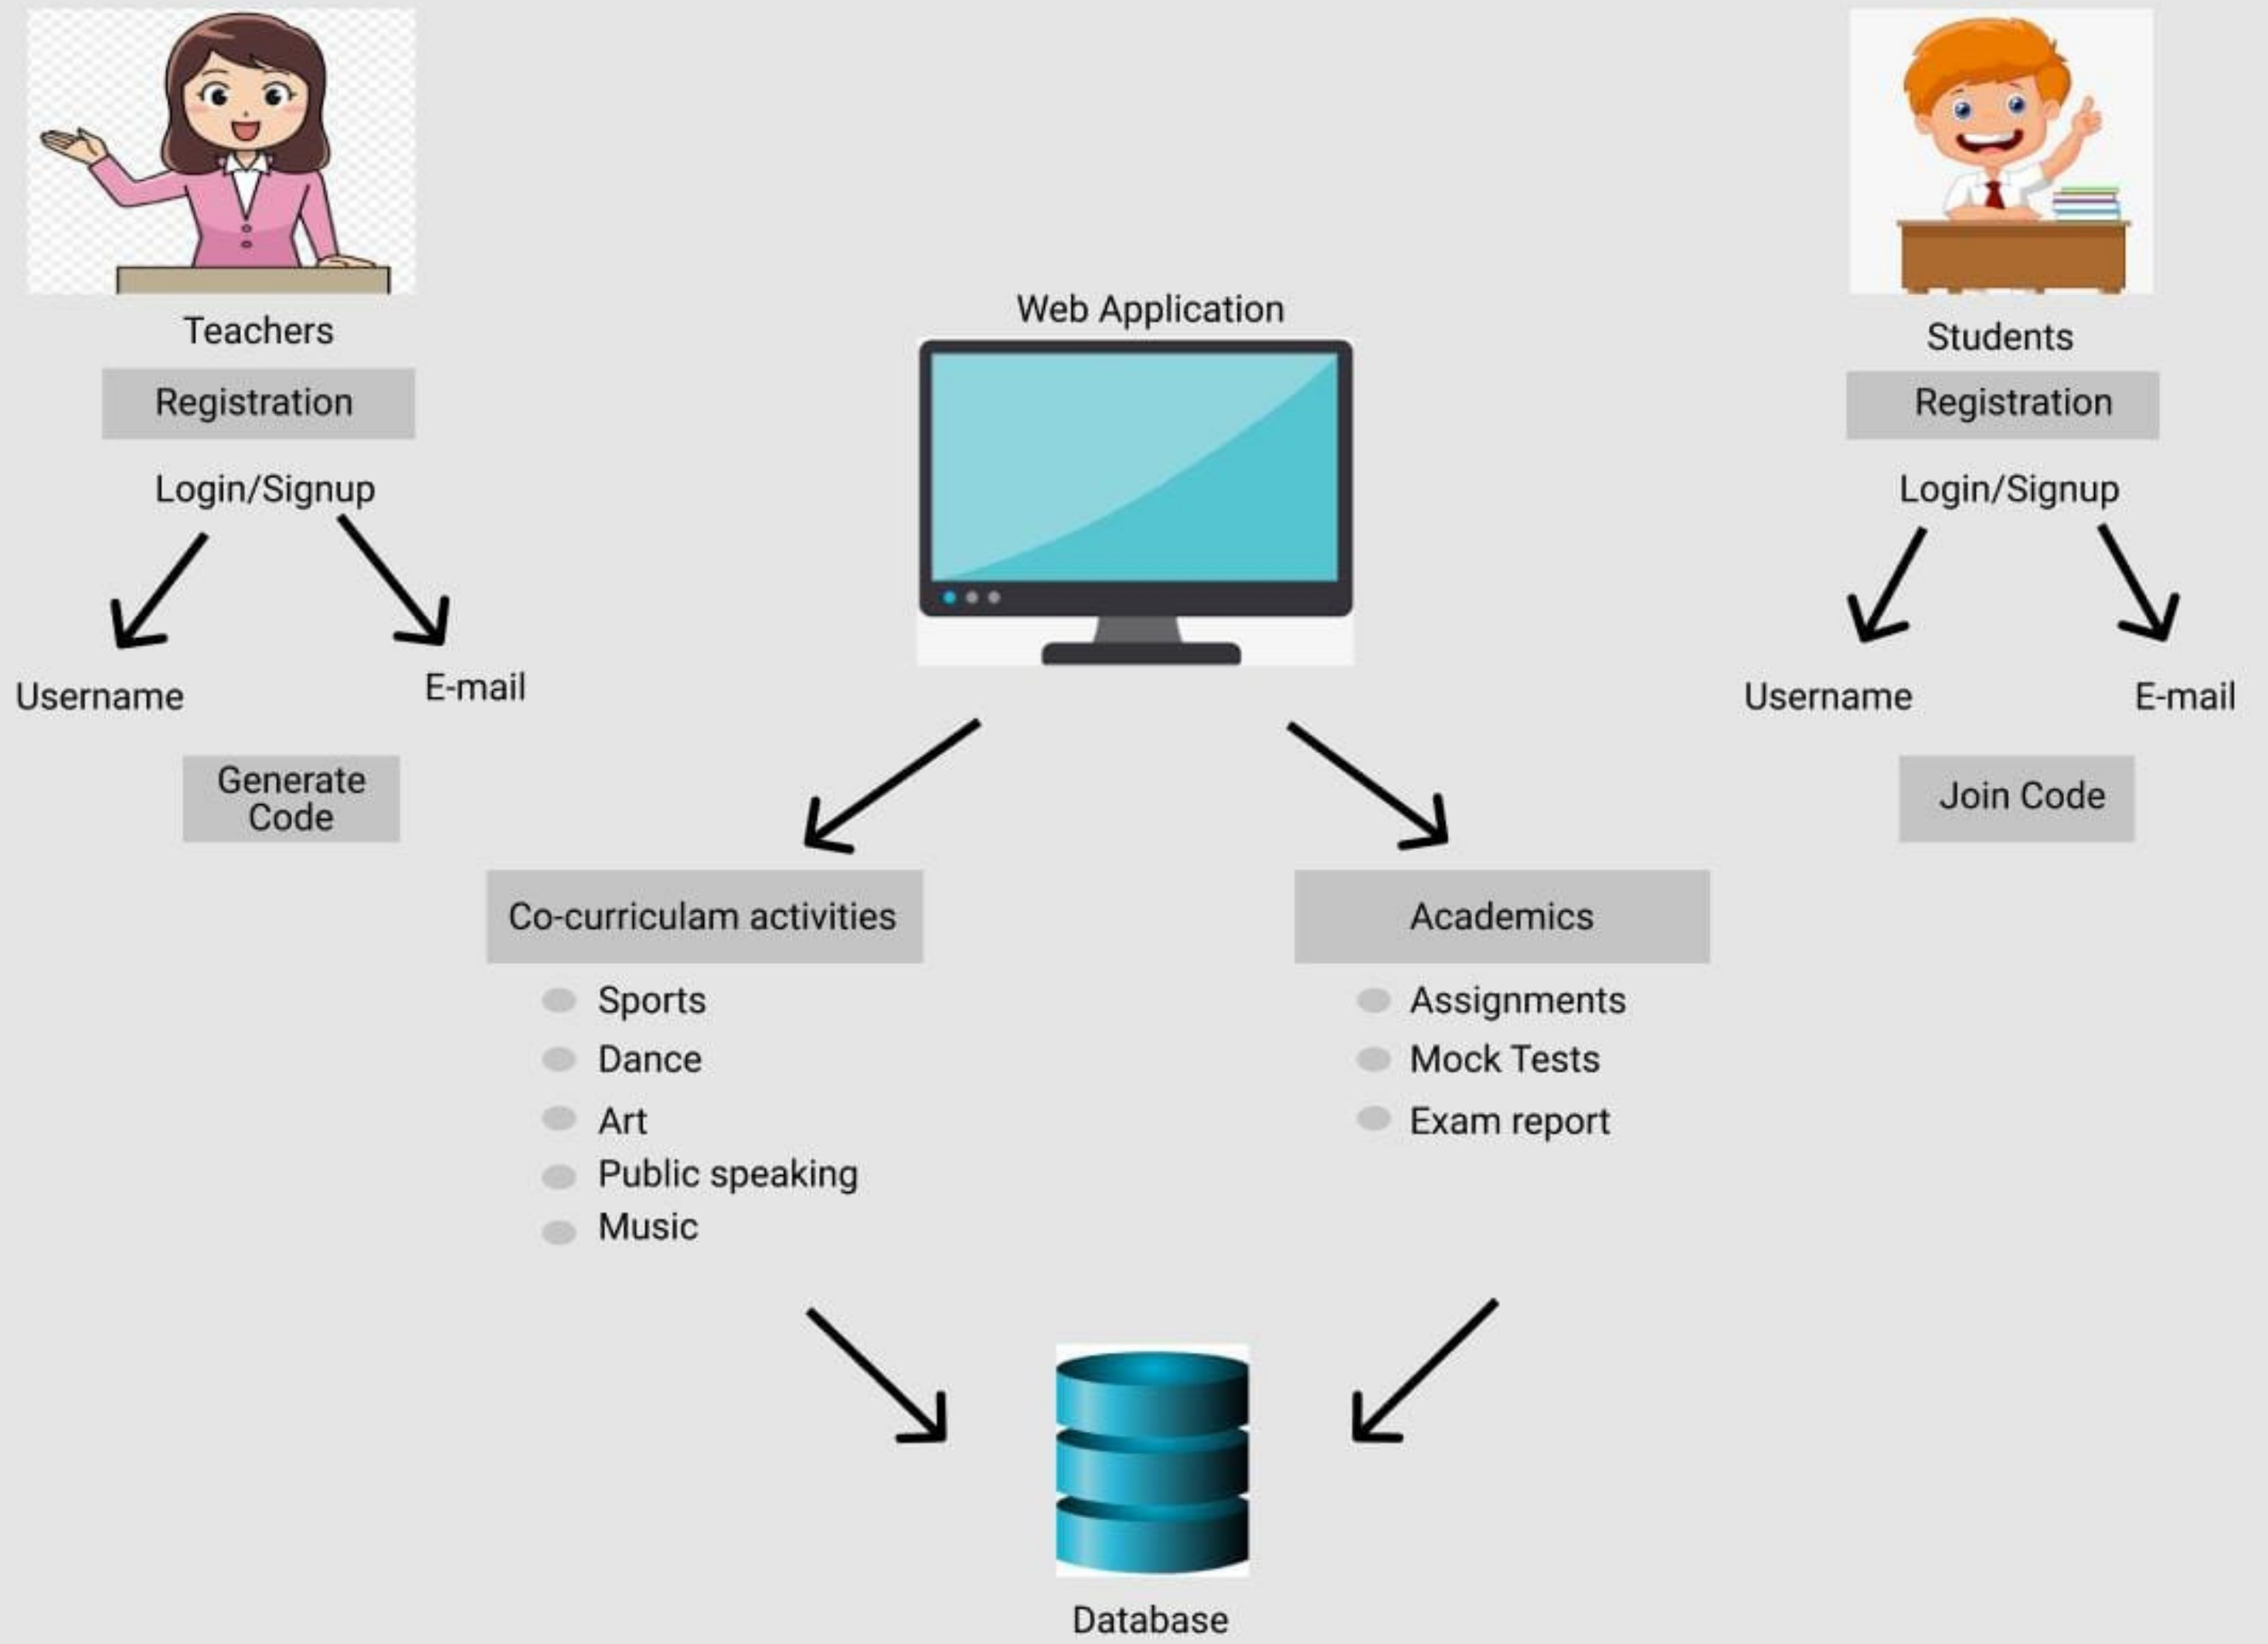 Teachers
Registration
Login/Signup
Username
E-mail
Generate
Code
Web Application
Co-curriculam activities
Sports
Dance
Art
Public speaking
Music
Academics
Assignments
Mock Tests
Exam report
Database
Students
Registration
Login/Signup
Username
E-mail
Join Code